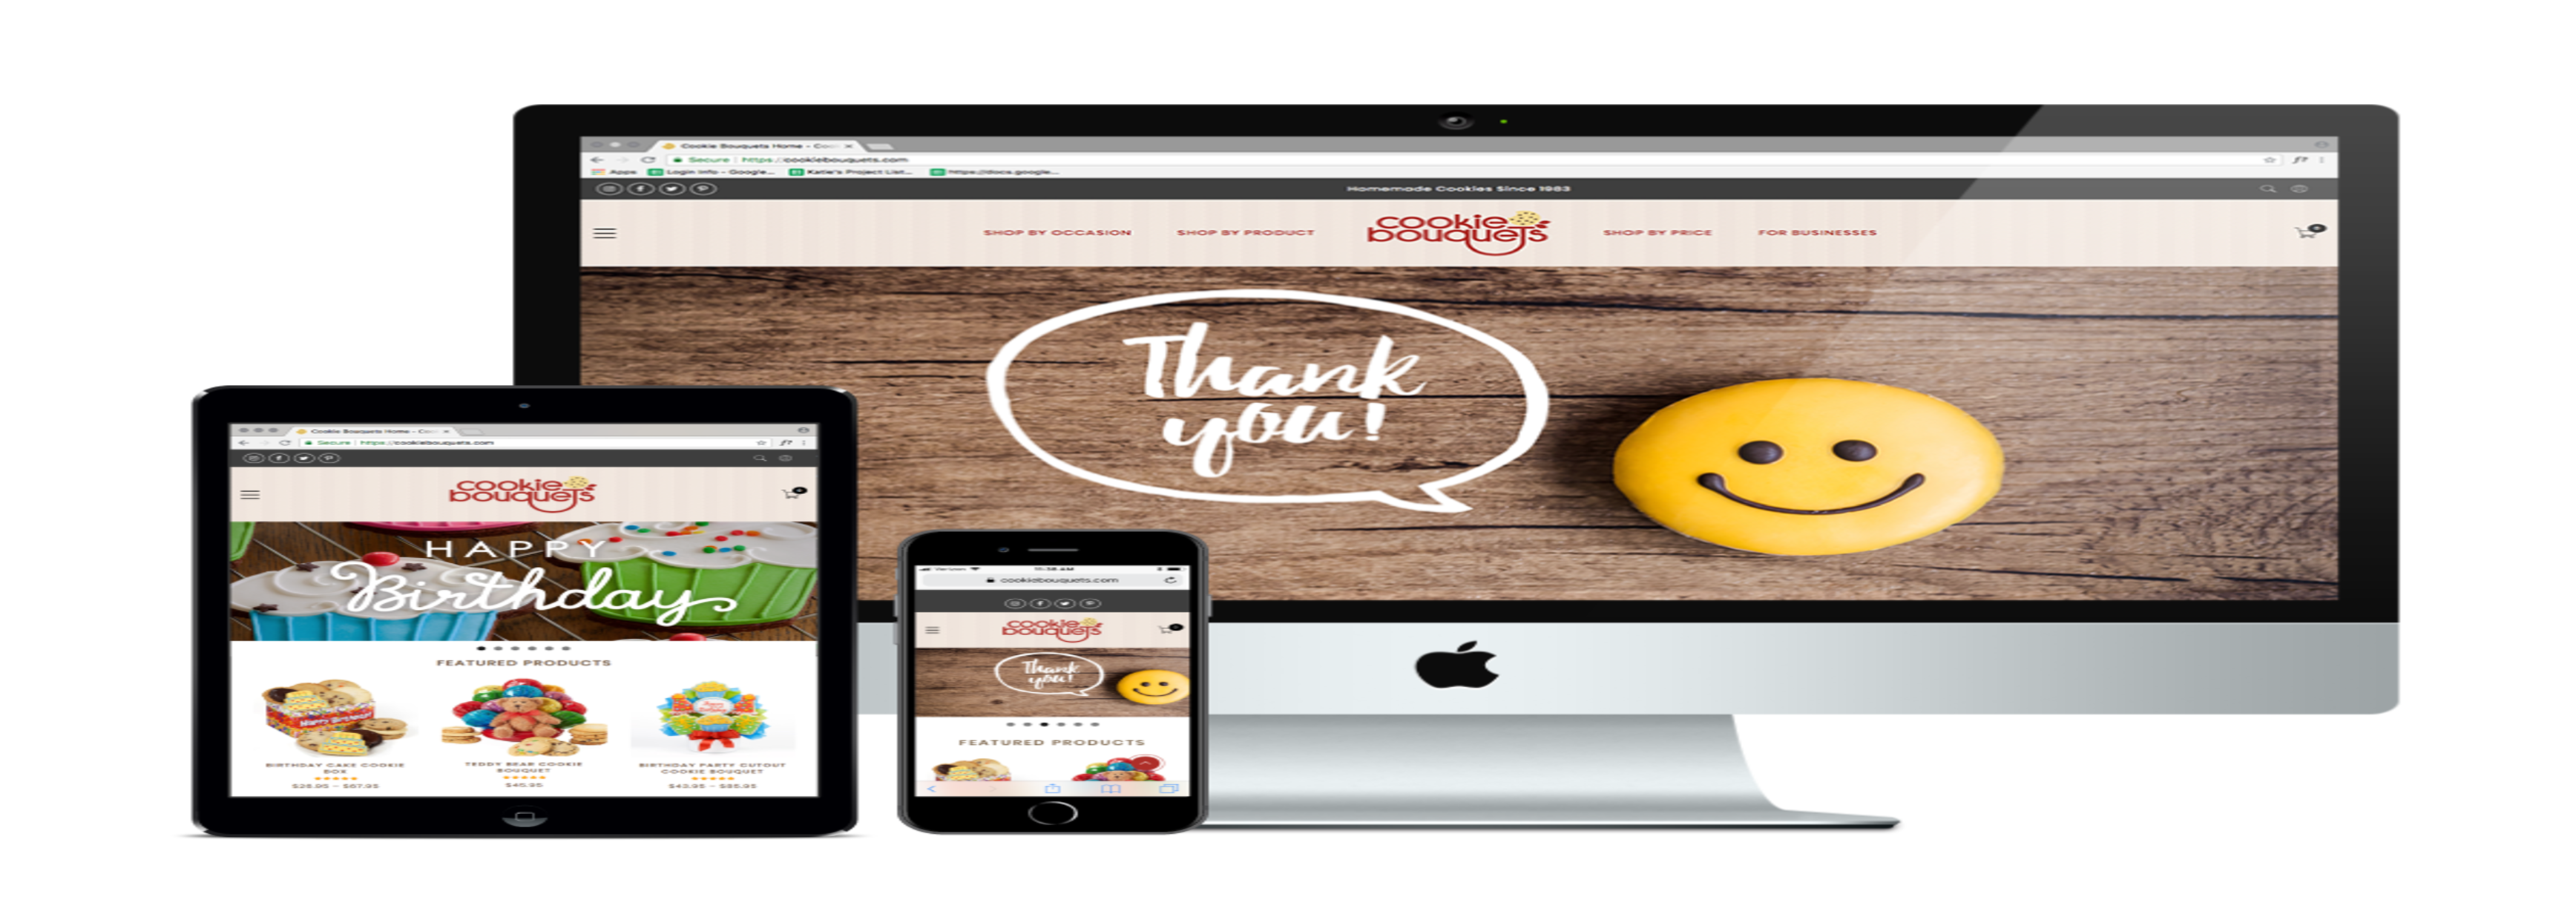 Cookie Bouquets Home - Coo
Secure https://cookiebouquets.com
Apps Login Info - Google... Katie's Project List... https://docs.google...
Homemade Cookies Since 1983
SHOP BY OCCASION SHOP BY PRODUCT cookie bouquets SHOP BY PRICE FOR BUSINESSES
Thank
you!
Cookie Bouquets Home - Coo
Secure https://cookiebouquets.com
cookie
bouquets
HAPPY
Birthday
FEATURED PRODUCTS
BIRTHDAY CAKE COOKIE
BOX
$28.95 – $67.95
TEDDY BEAR COOKIE
BOUQUET
$45.95
BIRTHDAY PARTY CUTOUT
COOKIE BOUQUET
$43.95 – $85.95
Verizon 11:38 AM
cookiebouquets.com
cookie
bouquets
Thank
you!
FEATURED PRODUCTS